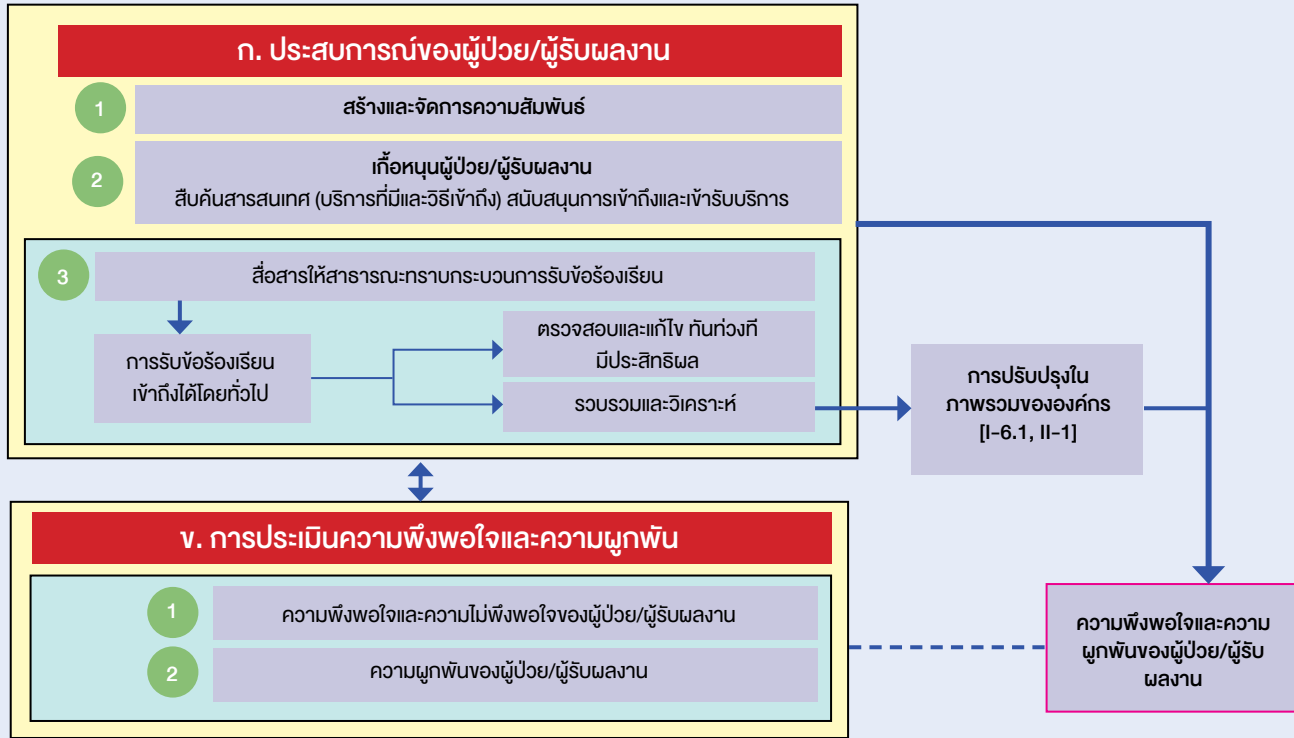 ก. ประสบการณ์ของผู้ป่วย/ผู้รับผลงาน
1
สร้างและจัดการความสัมพันธ์
2
เกื้อหนุนผู้ป่วย/ผู้รับผลงาน
สืบค้นสารสนเทศ (บริการที่มีและวิธีเข้าถึง) สนับสนุนการเข้าถึงและเข้ารับบริการ
3
สื่อสารให้สาธารณะทราบกระบวนการรับข้อร้องเรียน
การรับข้อร้องเรียน
เข้าถึงได้โดยทั่วไป
ตรวจสอบและแก้ไข ทันท่วงที
มีประสิทธิผล
รวบรวมและวิเคราะห์
การปรับปรุงใน
ภาพรวมขององค์กร
[I-6.1, II-1]
ข. การประเมินความพึงพอใจและความผูกพัน
1
ความพึงพอใจและความไม่พึงพอใจของผู้ป่วย/ผู้รับผลงาน
2
ความผูกพันของผู้ป่วย/ผู้รับผลงาน
ความพึงพอใจและความ
ผูกพันของผู้ป่วย/ผู้รับ
ผลงาน